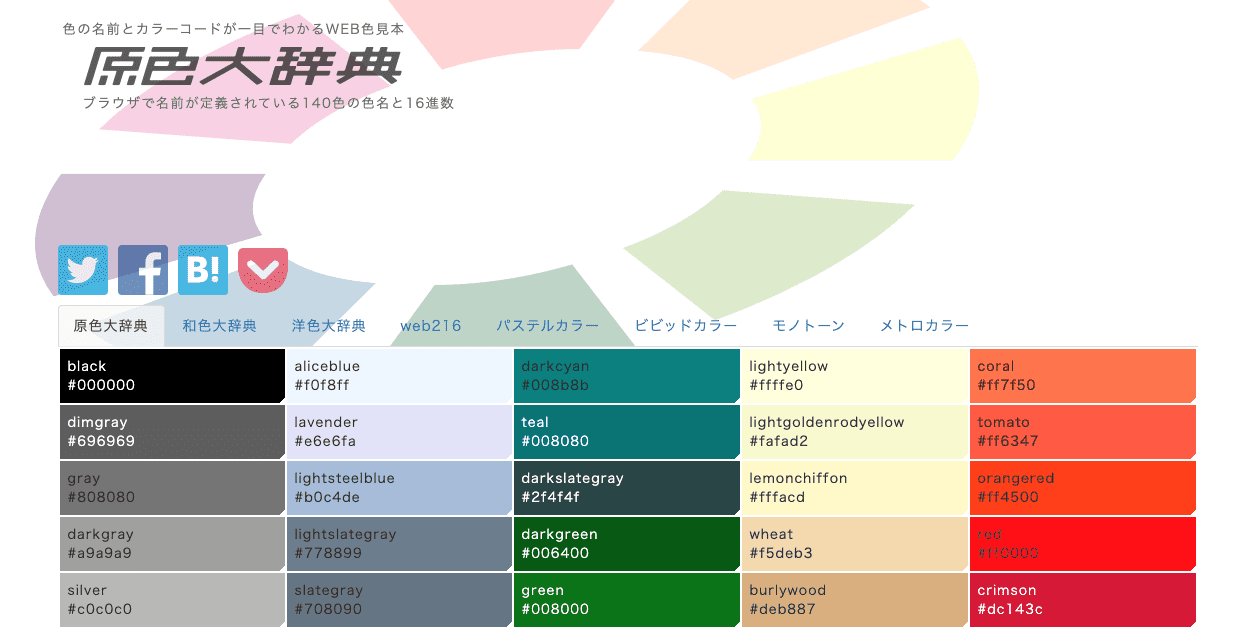 色の名前とカラーコードが一目でわかるWEB色見本
原色大辞典
ブラウザで名前が定義されている140色の色名と16進数
B!
原色大辞典 和色大辞典 洋色大辞典 web216 パステルカラー ビビッドカラー モノトーン メトロカラー
black
#000000
aliceblue
#f0f8ff
darkcyan
#008b8b
lightyellow
#ffffe0
coral
#ff7f50
dimgray
#696969
lavender
#e6e6fa
teal
#008080
lightgoldenrodyellow
#fafad2
tomato
#ff6347
gray
#808080
lightsteelblue
#b0c4de
darkslategray
#2f4f4f
lemonchiffon
#fffacd
orangered
#ff4500
darkgray
#a9a9a9
lightslategray
#778899
darkgreen
#006400
wheat
#f5deb3
red
#ff0000
silver
#c0c0c0
slategray
#708090
green
#008000
burlywood
#deb887
crimson
#dc143c